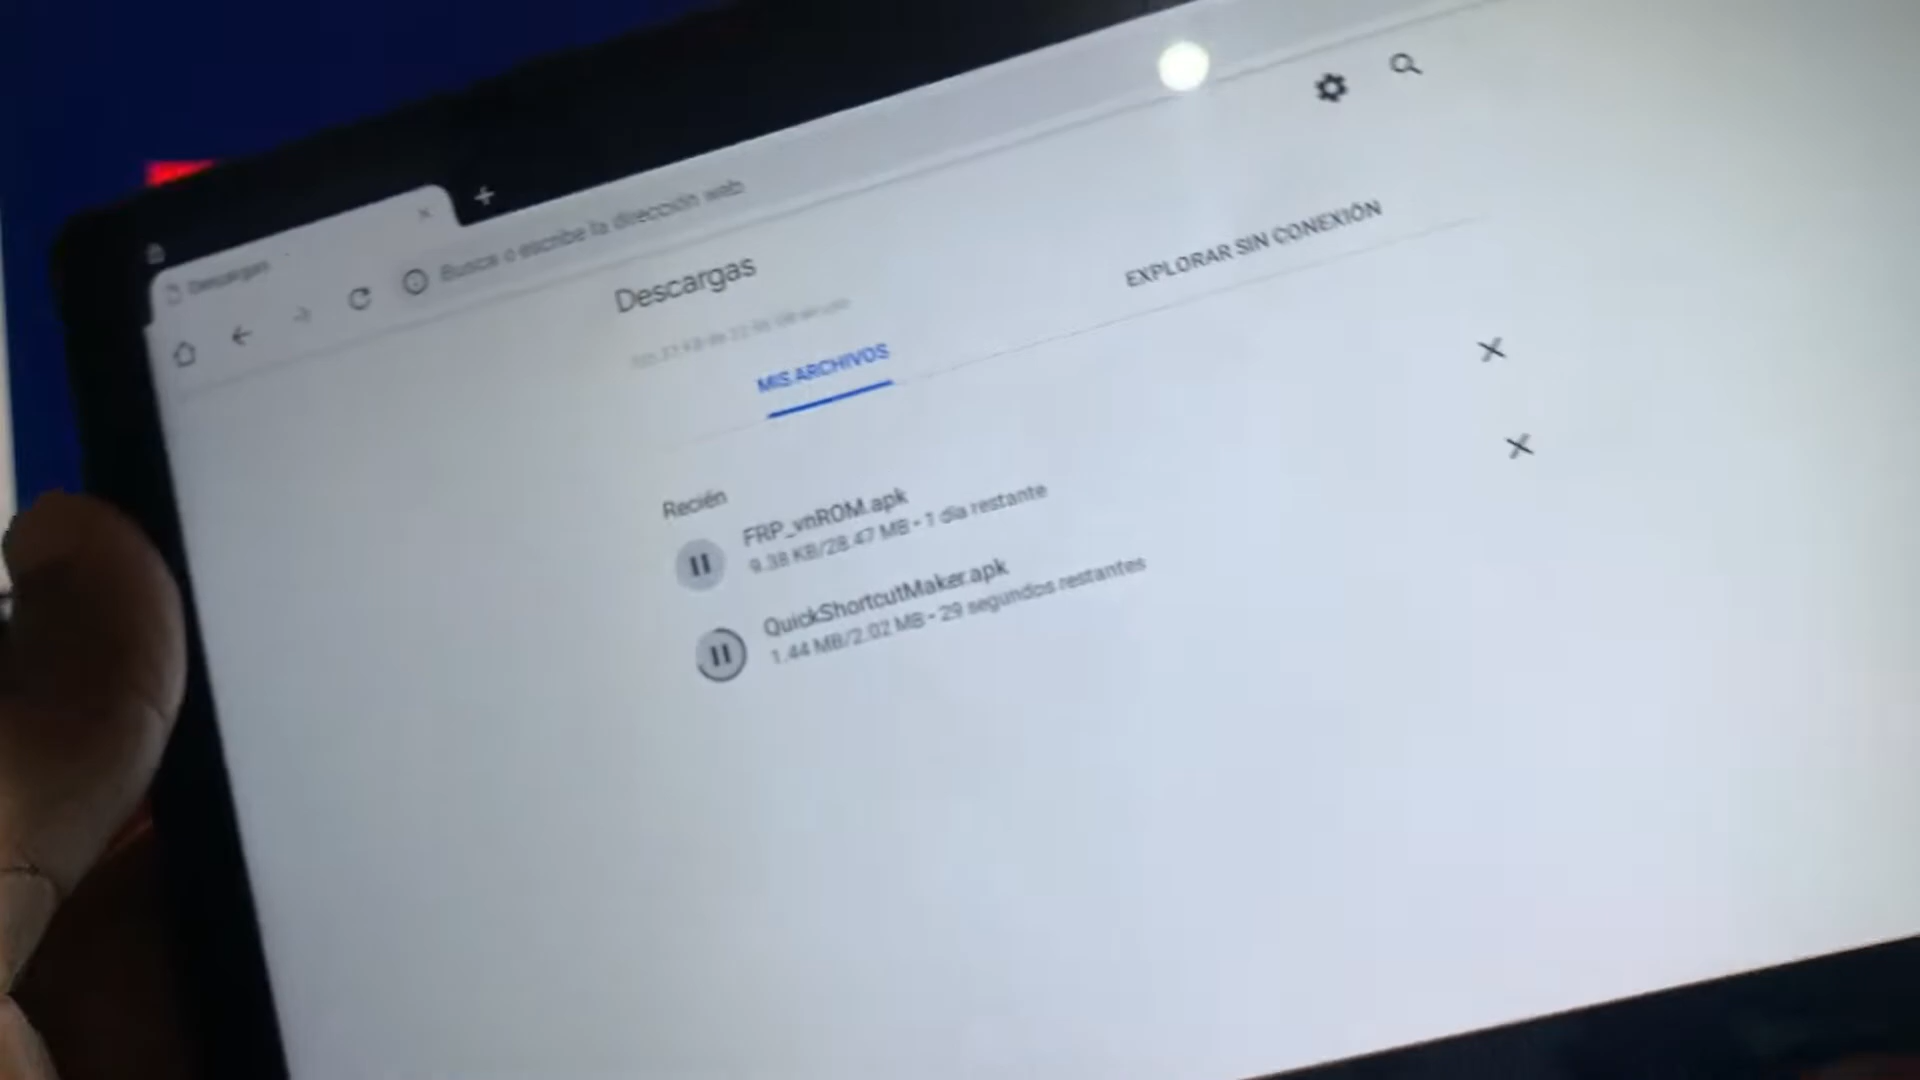 Descargas
Busca o escribe la dirección web
Descargas
MIS ARCHIVOS
EXPLORAR SIN CONEXIÓN
Recién
FRP_vnROM.apk
9.38 KB/28.47 MB • 1 día restante
QuickShortcutMaker.apk
1.44 MB/2.02 MB • 29 segundos restantes